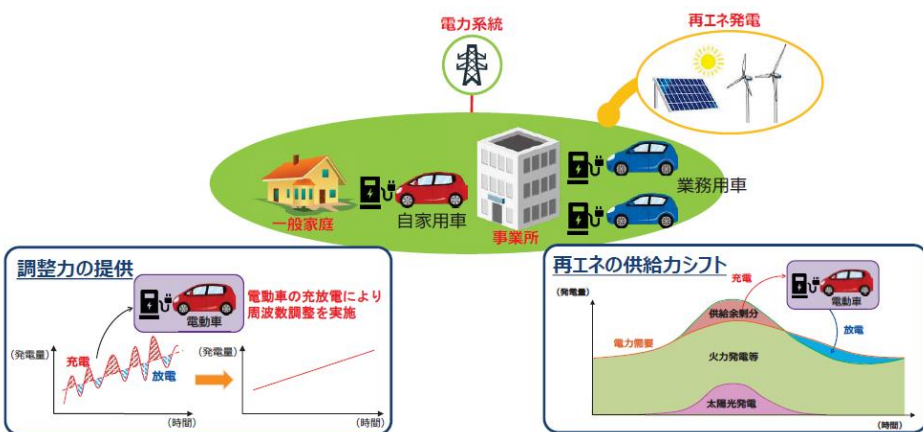 電力系統
再エネ発電
一般家庭
自家用車
事業所
業務用車
調整力の提供
電動車
電動車の充放電により
周波数調整を実施
(発電量)
充電
放電
(時間)
(発電量)
(時間)
再エネの供給力シフト
(発電量)
充電
電動車
供給余剰分
放電
電力需要
火力発電等
太陽光発電
(時間)